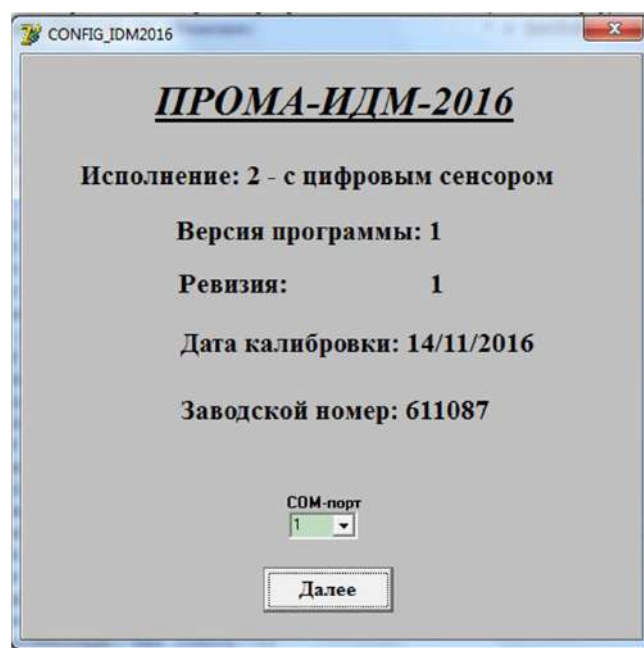 CONFIG_IDM2016
ПРОМА-ИДМ-2016
Исполнение: 2 - с цифровым сенсором
Версия программы: 1
Ревизия: 1
Дата калибровки: 14/11/2016
Заводской номер: 611087
COM-порт
1
Далее